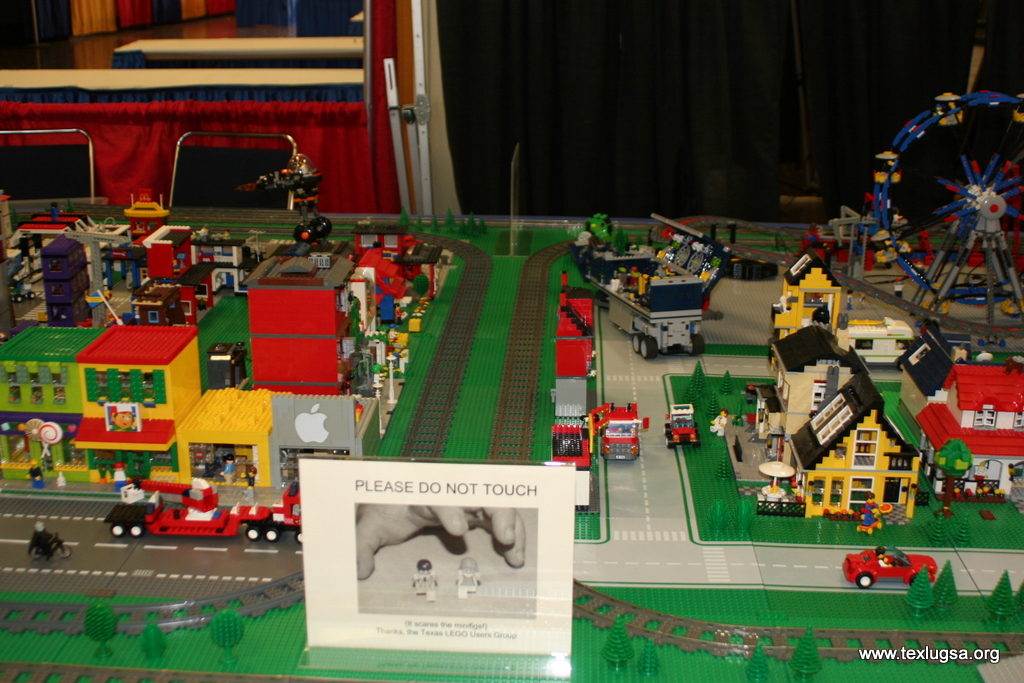 PLEASE DO NOT TOUCH
(It scares the minifigs!)
Thanks, the Texas LEGO Users Group
www.texlugsa.org